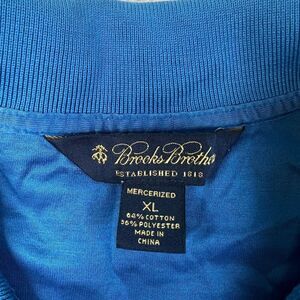 Brooks Brothe
ESTABLISHED 1818
MERCERIZED
XL
64% COTTON
36% POLYESTER
MADE IN
CHINA